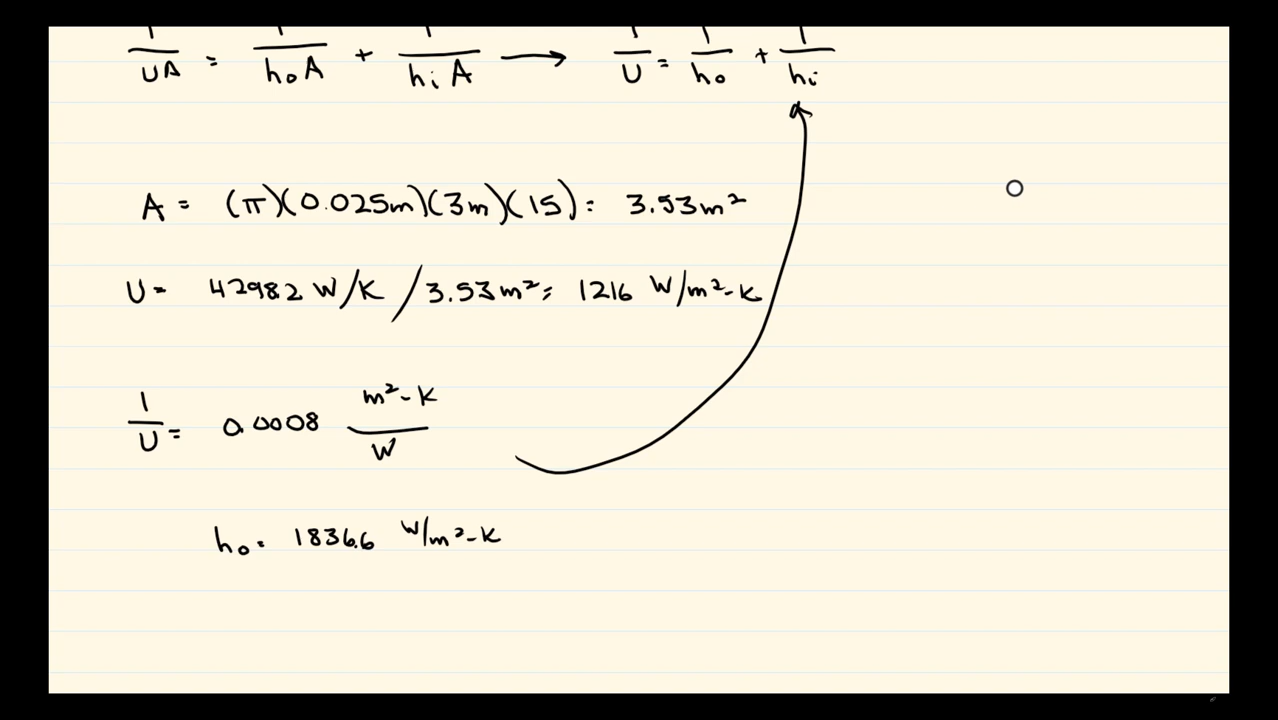 1/UA = 1/h₀A + 1/hᵢA → 1/U = 1/h₀ + 1/hᵢ
A = (π)(0.025m)(3m)(15) = 3.53m²
U = 42982 W/K / 3.53m² = 1216 W/m²-K
1/U = 0.0008 m²-K/W
h₀ = 1836.6 W/m²-K